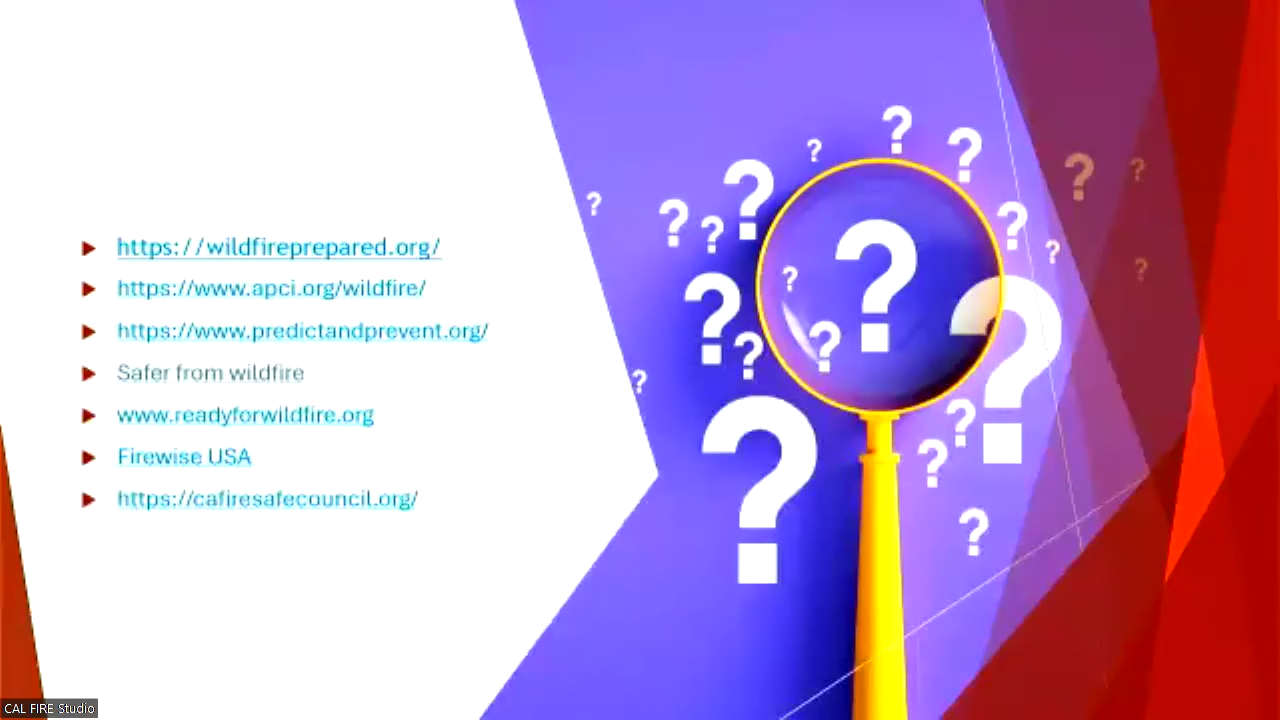 https://wildfireprepared.org/
https://www.apci.org/wildfire/
https://www.predictandprevent.org/
Safer from wildfire
www.readyforwildfire.org
Firewise USA
https://cafiresafecouncil.org/
CAL FIRE Studio